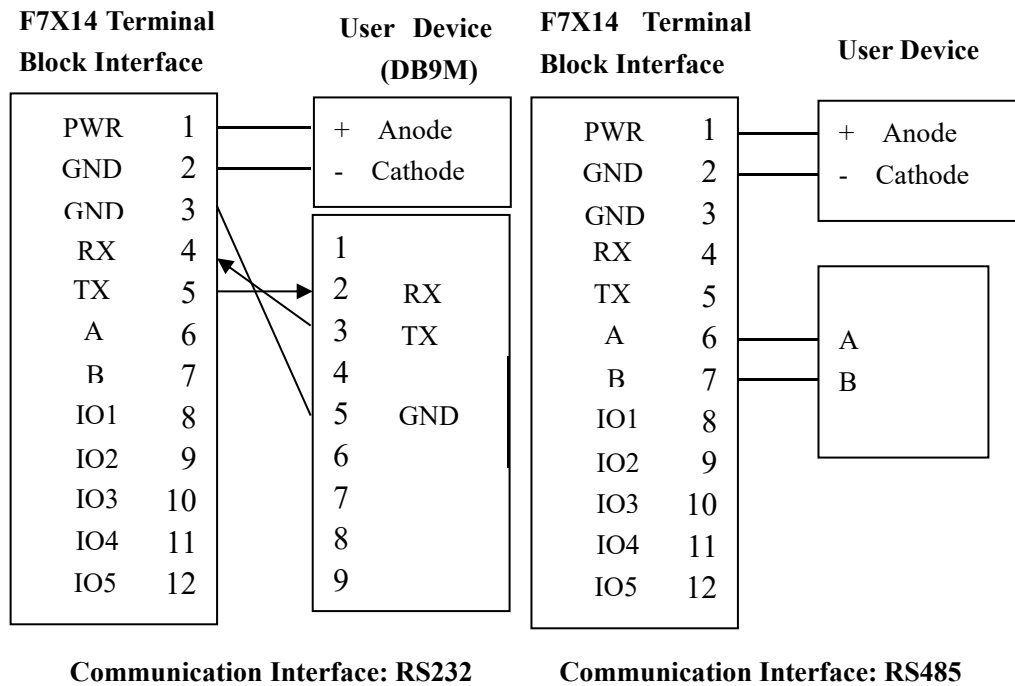 F7X14 Terminal
Block Interface
User Device
(DB9M)
PWR 1
GND 2
GND 3
RX 4
TX 5
A 6
B 7
IO1 8
IO2 9
IO3 10
IO4 11
IO5 12
+ Anode
- Cathode
1
2 RX
3 TX
4
5 GND
6
7
8
9
Communication Interface: RS232
F7X14 Terminal
Block Interface
User Device
PWR 1
GND 2
GND 3
RX 4
TX 5
A 6
B 7
IO1 8
IO2 9
IO3 10
IO4 11
IO5 12
+ Anode
- Cathode
A
B
Communication Interface: RS485